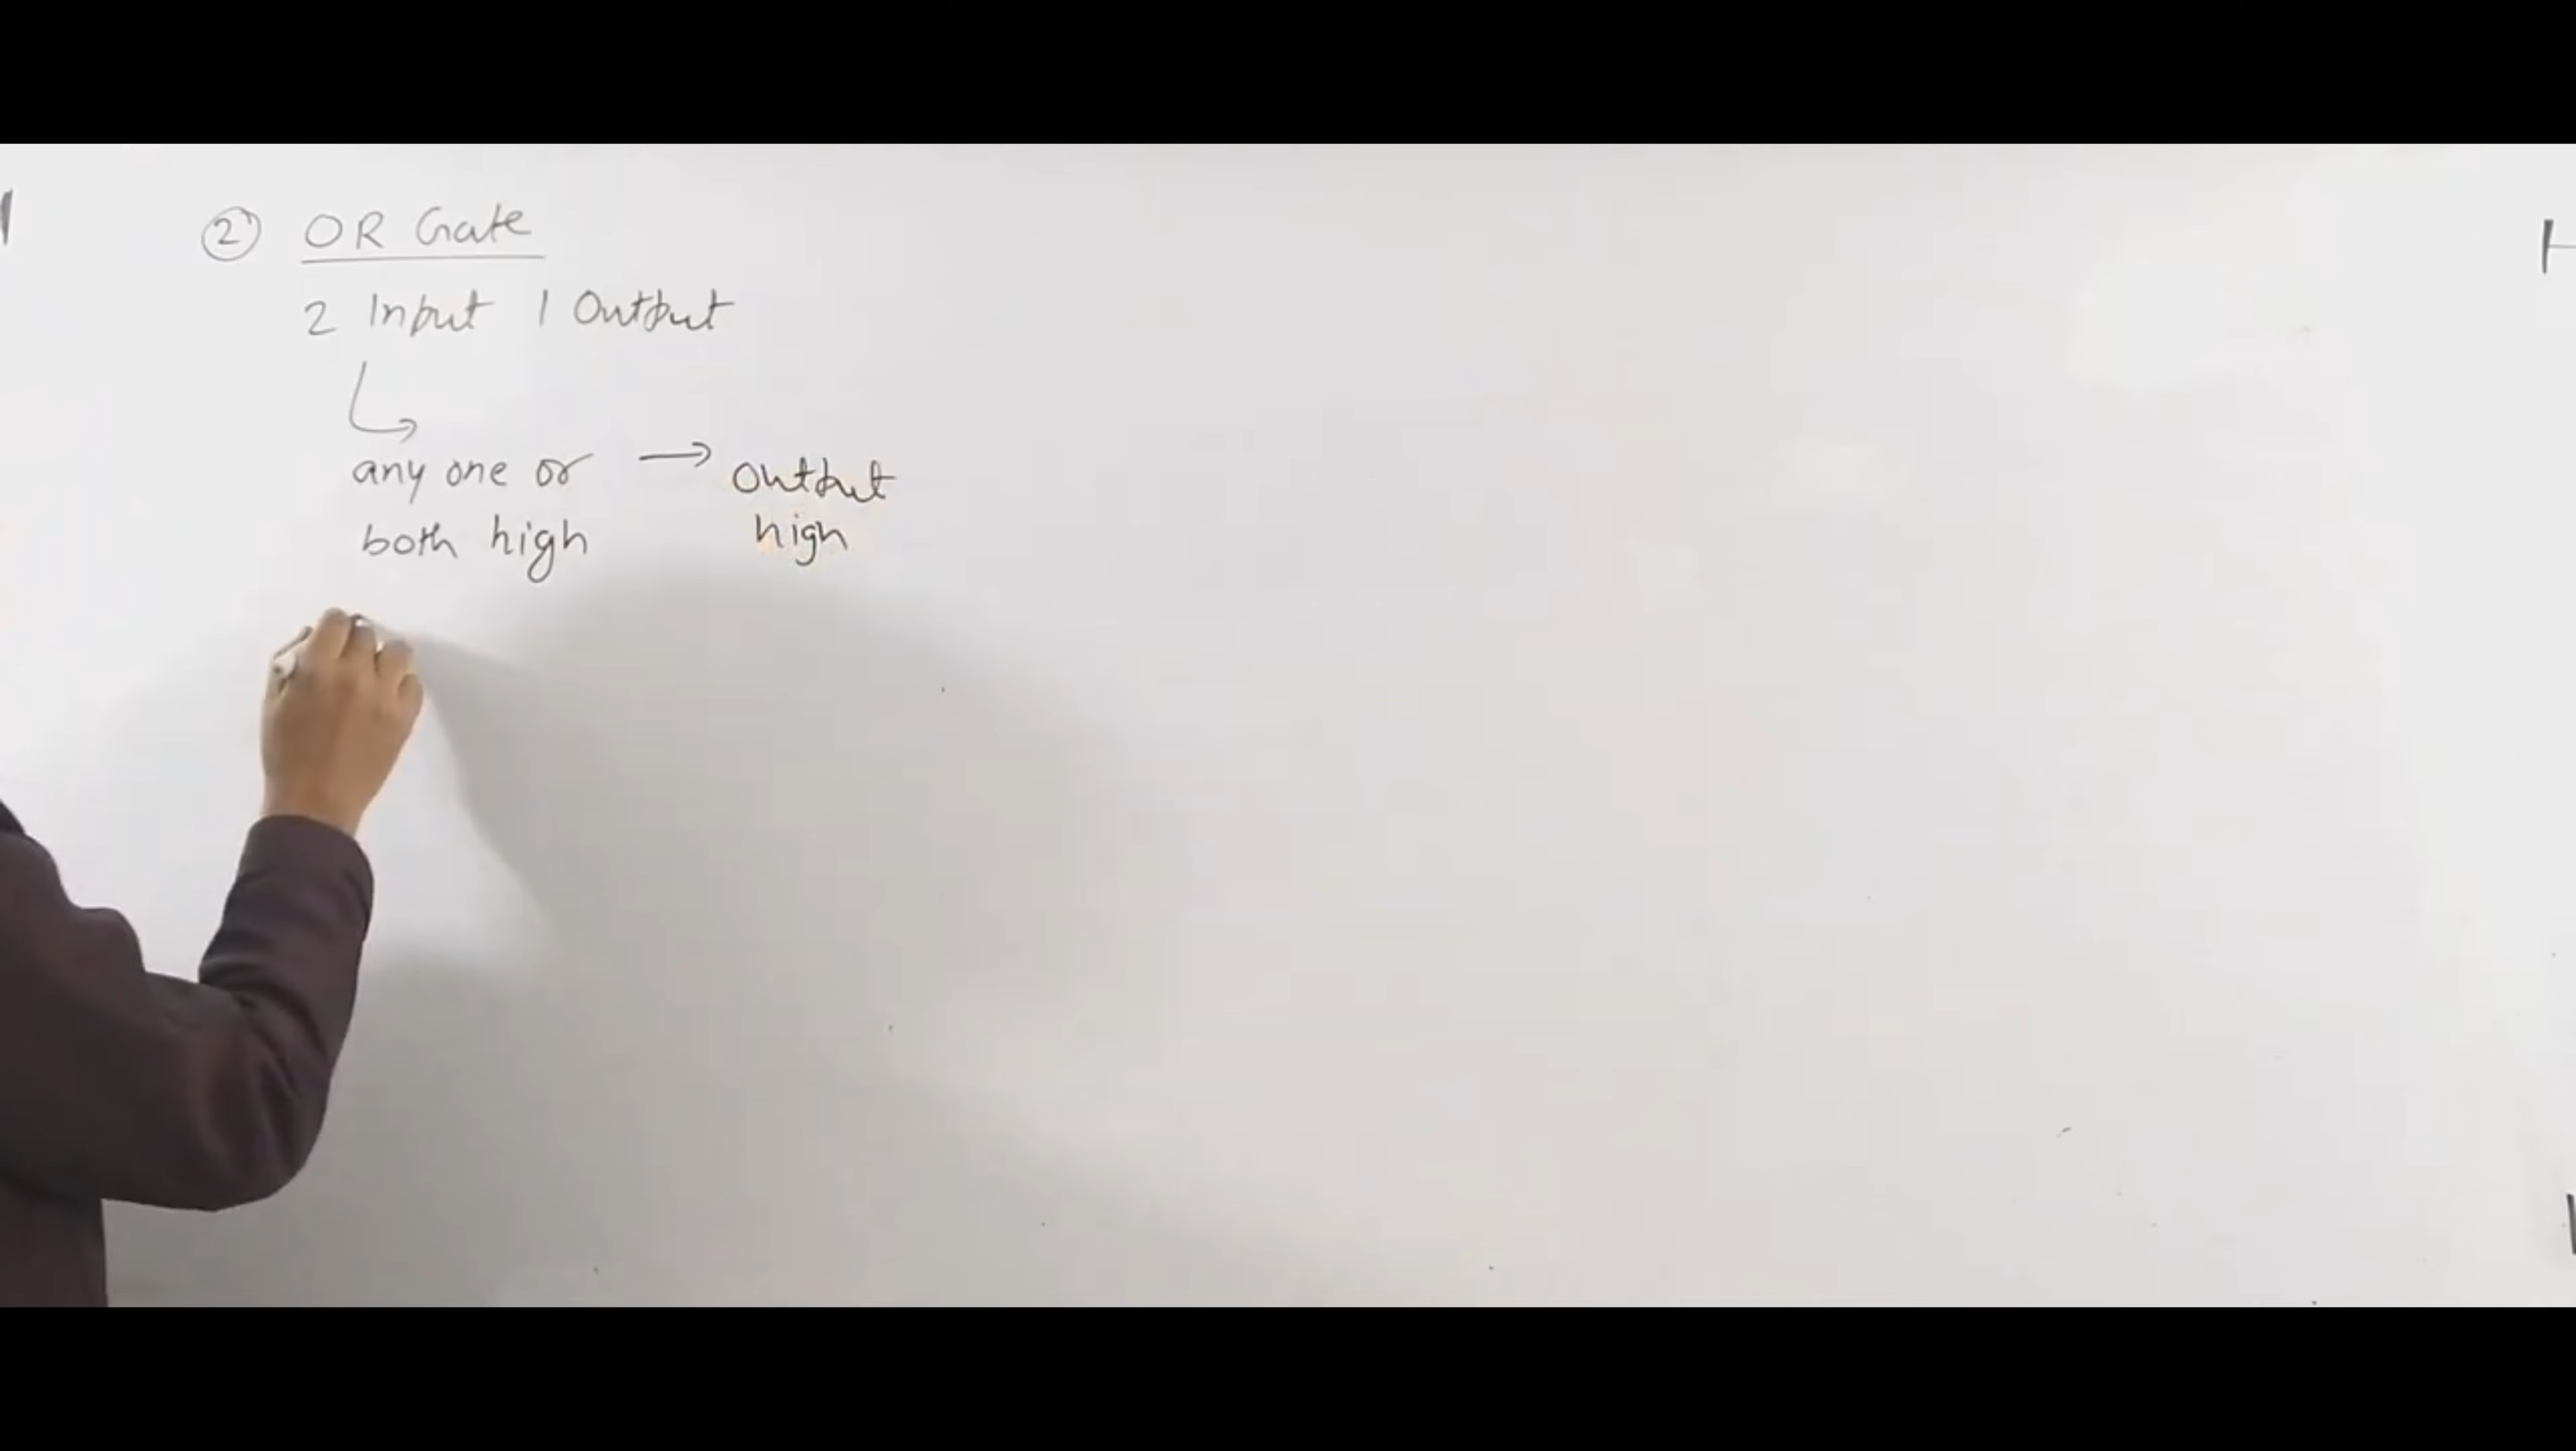 ② OR Gate
2 Input 1 Output
any one or → output
both high high